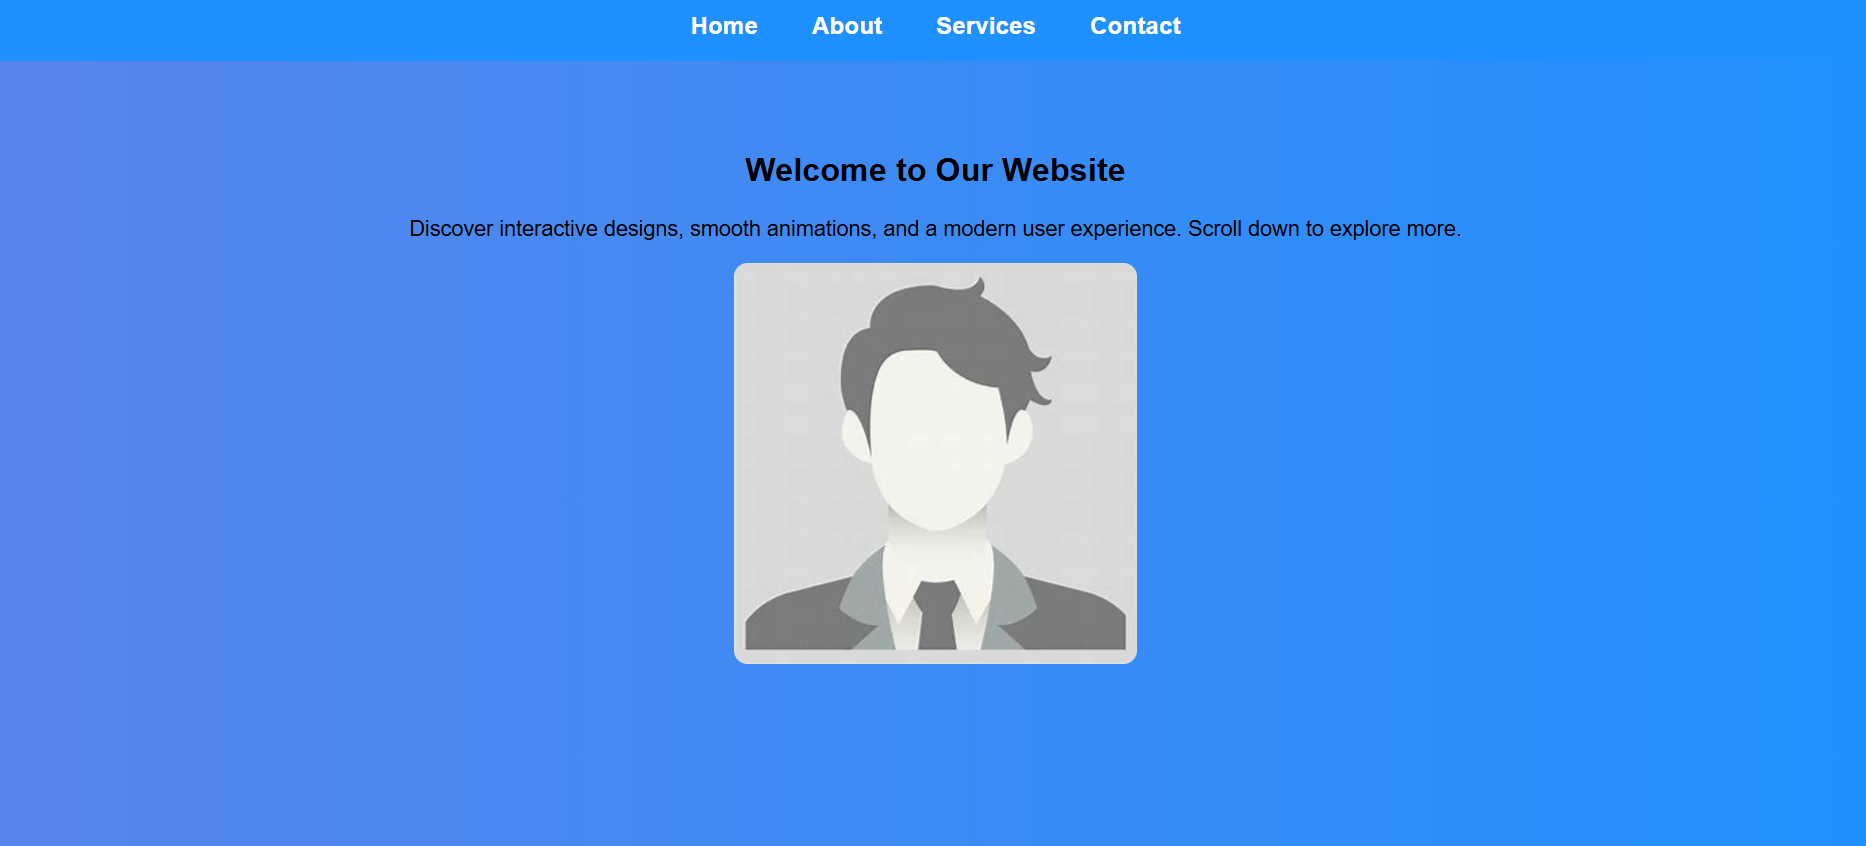 Home About Services Contact
Welcome to Our Website
Discover interactive designs, smooth animations, and a modern user experience. Scroll down to explore more.